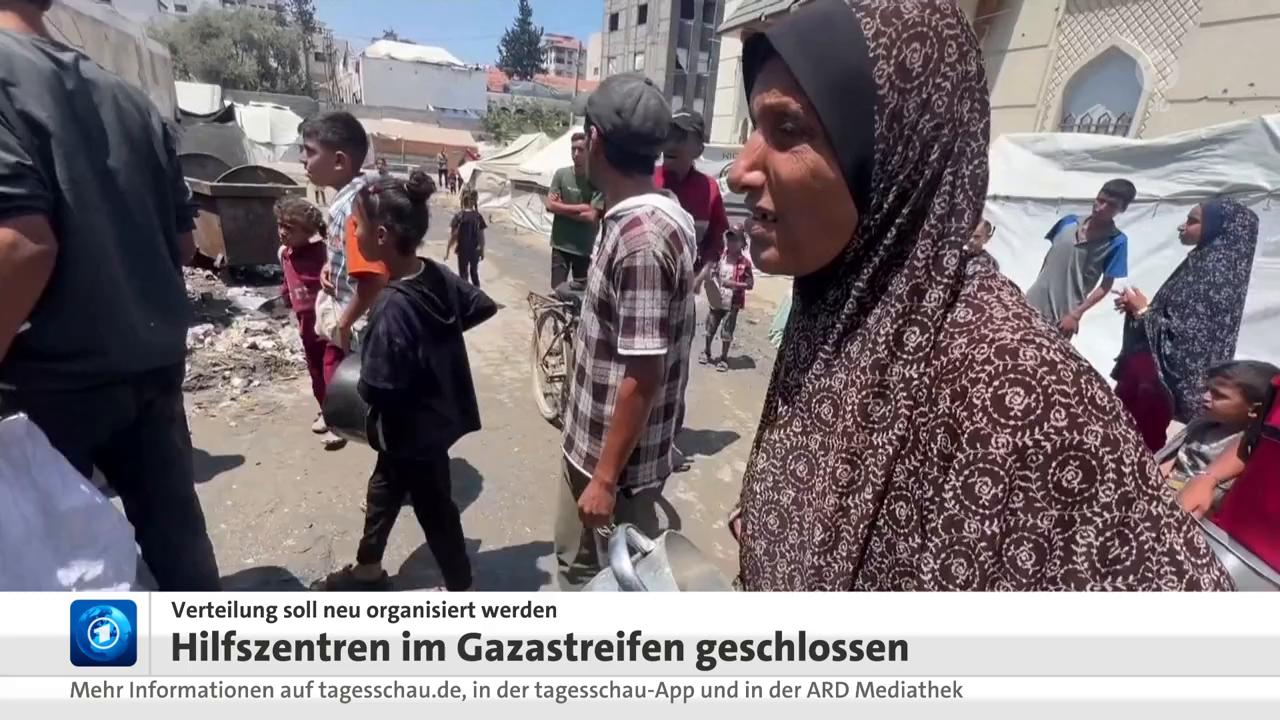 Verteilung soll neu organisiert werden
Hilfszentren im Gazastreifen geschlossen
Mehr Informationen auf tagesschau.de, in der tagesschau-App und in der ARD Mediathek